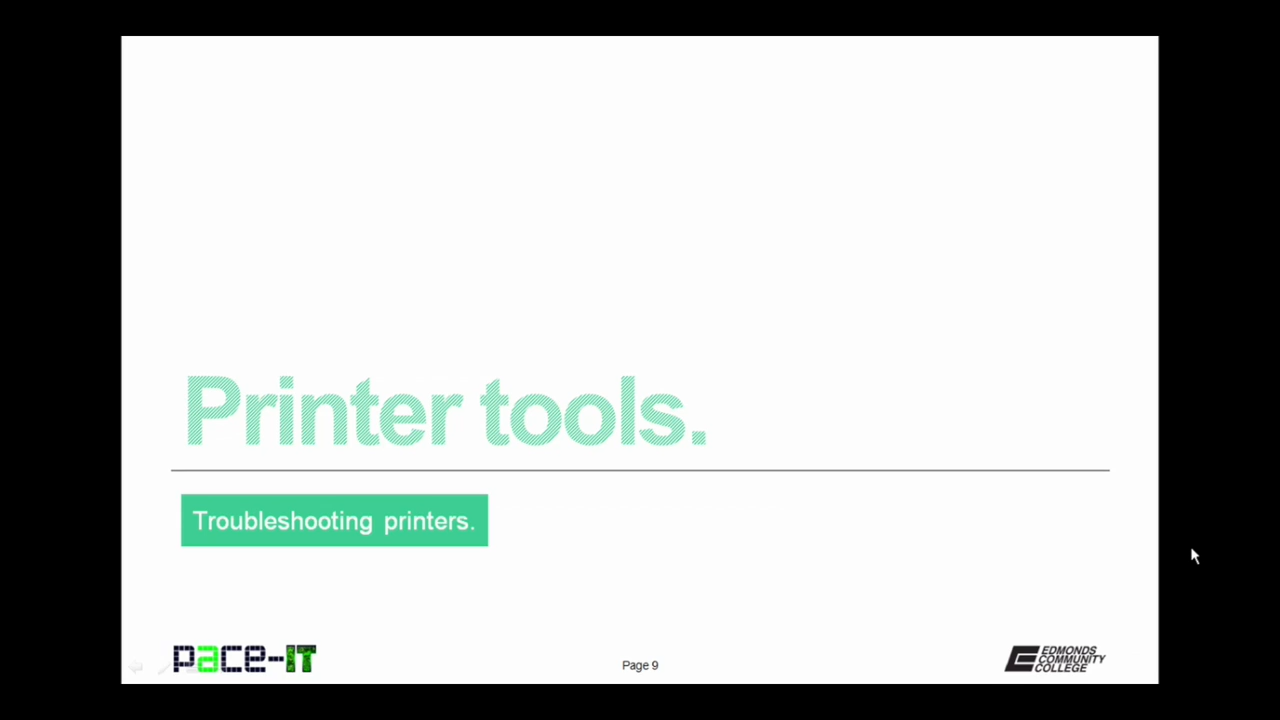 Printer tools.
Troubleshooting printers.
pace-IT
Page 9
EDMONDS
COMMUNITY
COLLEGE